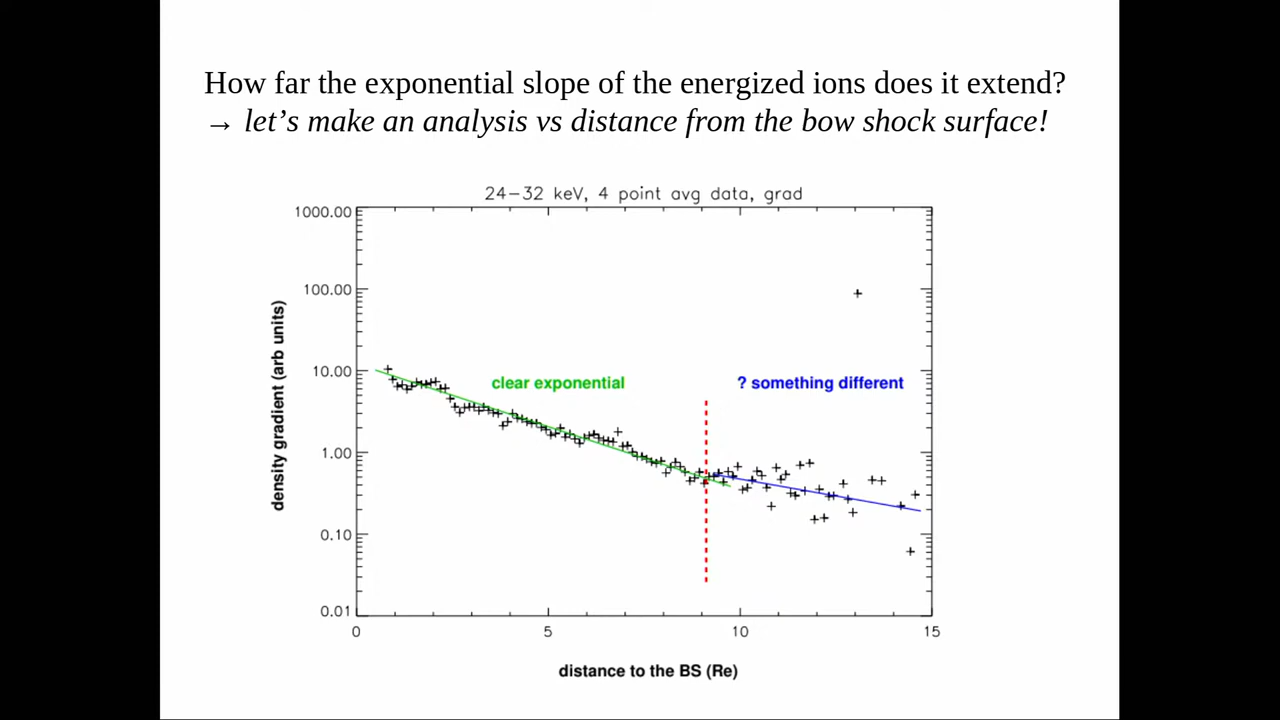 How far the exponential slope of the energized ions does it extend?
→ let's make an analysis vs distance from the bow shock surface!
24−32 keV, 4 point avg data, grad
1000.00
100.00
10.00
1.00
0.10
0.01
density gradient (arb units)
clear exponential
? something different
0
5
10
15
distance to the BS (Re)